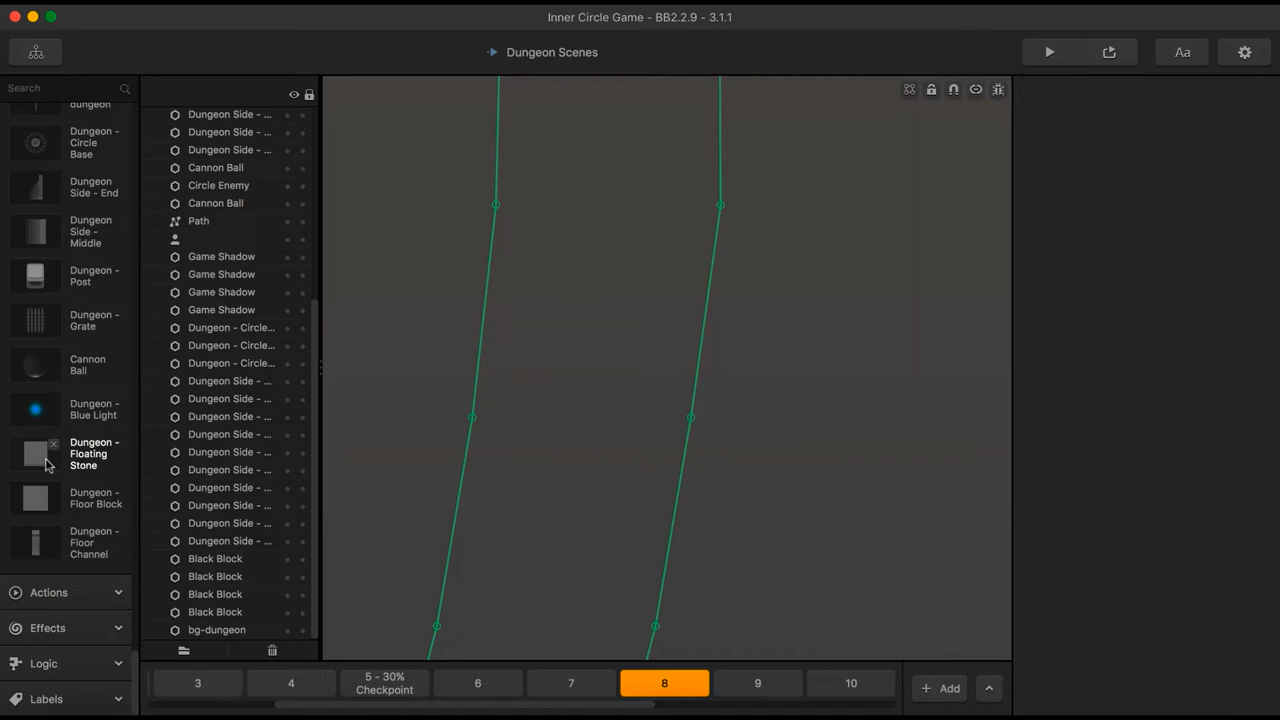 Inner Circle Game - BB2.2.9 - 3.1.1
Dungeon Scenes
Aa
Search
dungeon
Dungeon -
Circle
Base
Dungeon
Side - End
Dungeon
Side -
Middle
Dungeon -
Post
Dungeon -
Grate
Cannon
Ball
Dungeon -
Blue Light
Dungeon -
Floating
Stone
Dungeon -
Floor Block
Dungeon -
Floor
Channel
Actions
Effects
Logic
Labels
Dungeon Side - ...
Dungeon Side - ...
Dungeon Side - ...
Cannon Ball
Circle Enemy
Cannon Ball
Path
Game Shadow
Game Shadow
Game Shadow
Game Shadow
Dungeon - Circle...
Dungeon - Circle...
Dungeon - Circle...
Dungeon Side - ...
Dungeon Side - ...
Dungeon Side - ...
Dungeon Side - ...
Dungeon Side - ...
Dungeon Side - ...
Dungeon Side - ...
Dungeon Side - ...
Dungeon Side - ...
Dungeon Side - ...
Black Block
Black Block
Black Block
Black Block
bg-dungeon
3
4
5 - 30%
Checkpoint
6
7
8
9
10
+ Add